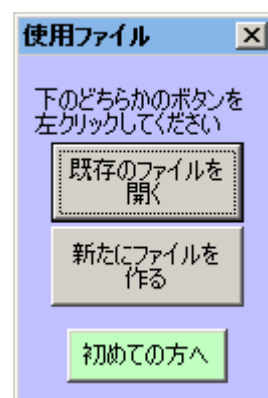 使用ファイル
下のどちらかのボタンを
左クリックしてください
既存のファイルを
開く
新たにファイルを
作る
初めての方へ